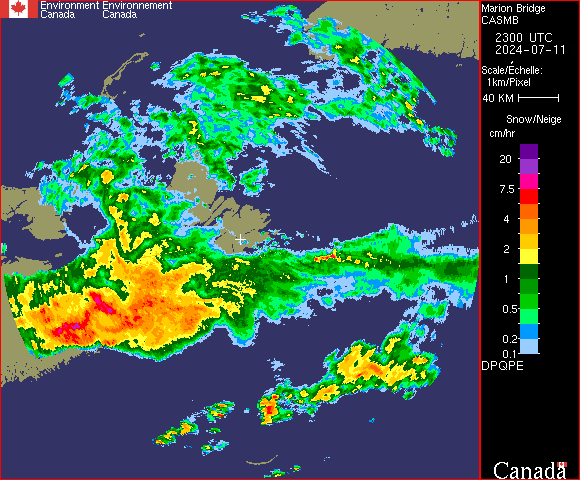 Environment Environnement
Canada Canada
Marion Bridge
CASMB
2300 UTC
2024-07-11
Scale/Echelle:
1km/Pixel
40 KM
Snow/Neige
cm/hr
20
7.5
4
2
1
0.5
0.2
0.1
DPQPE
Canada